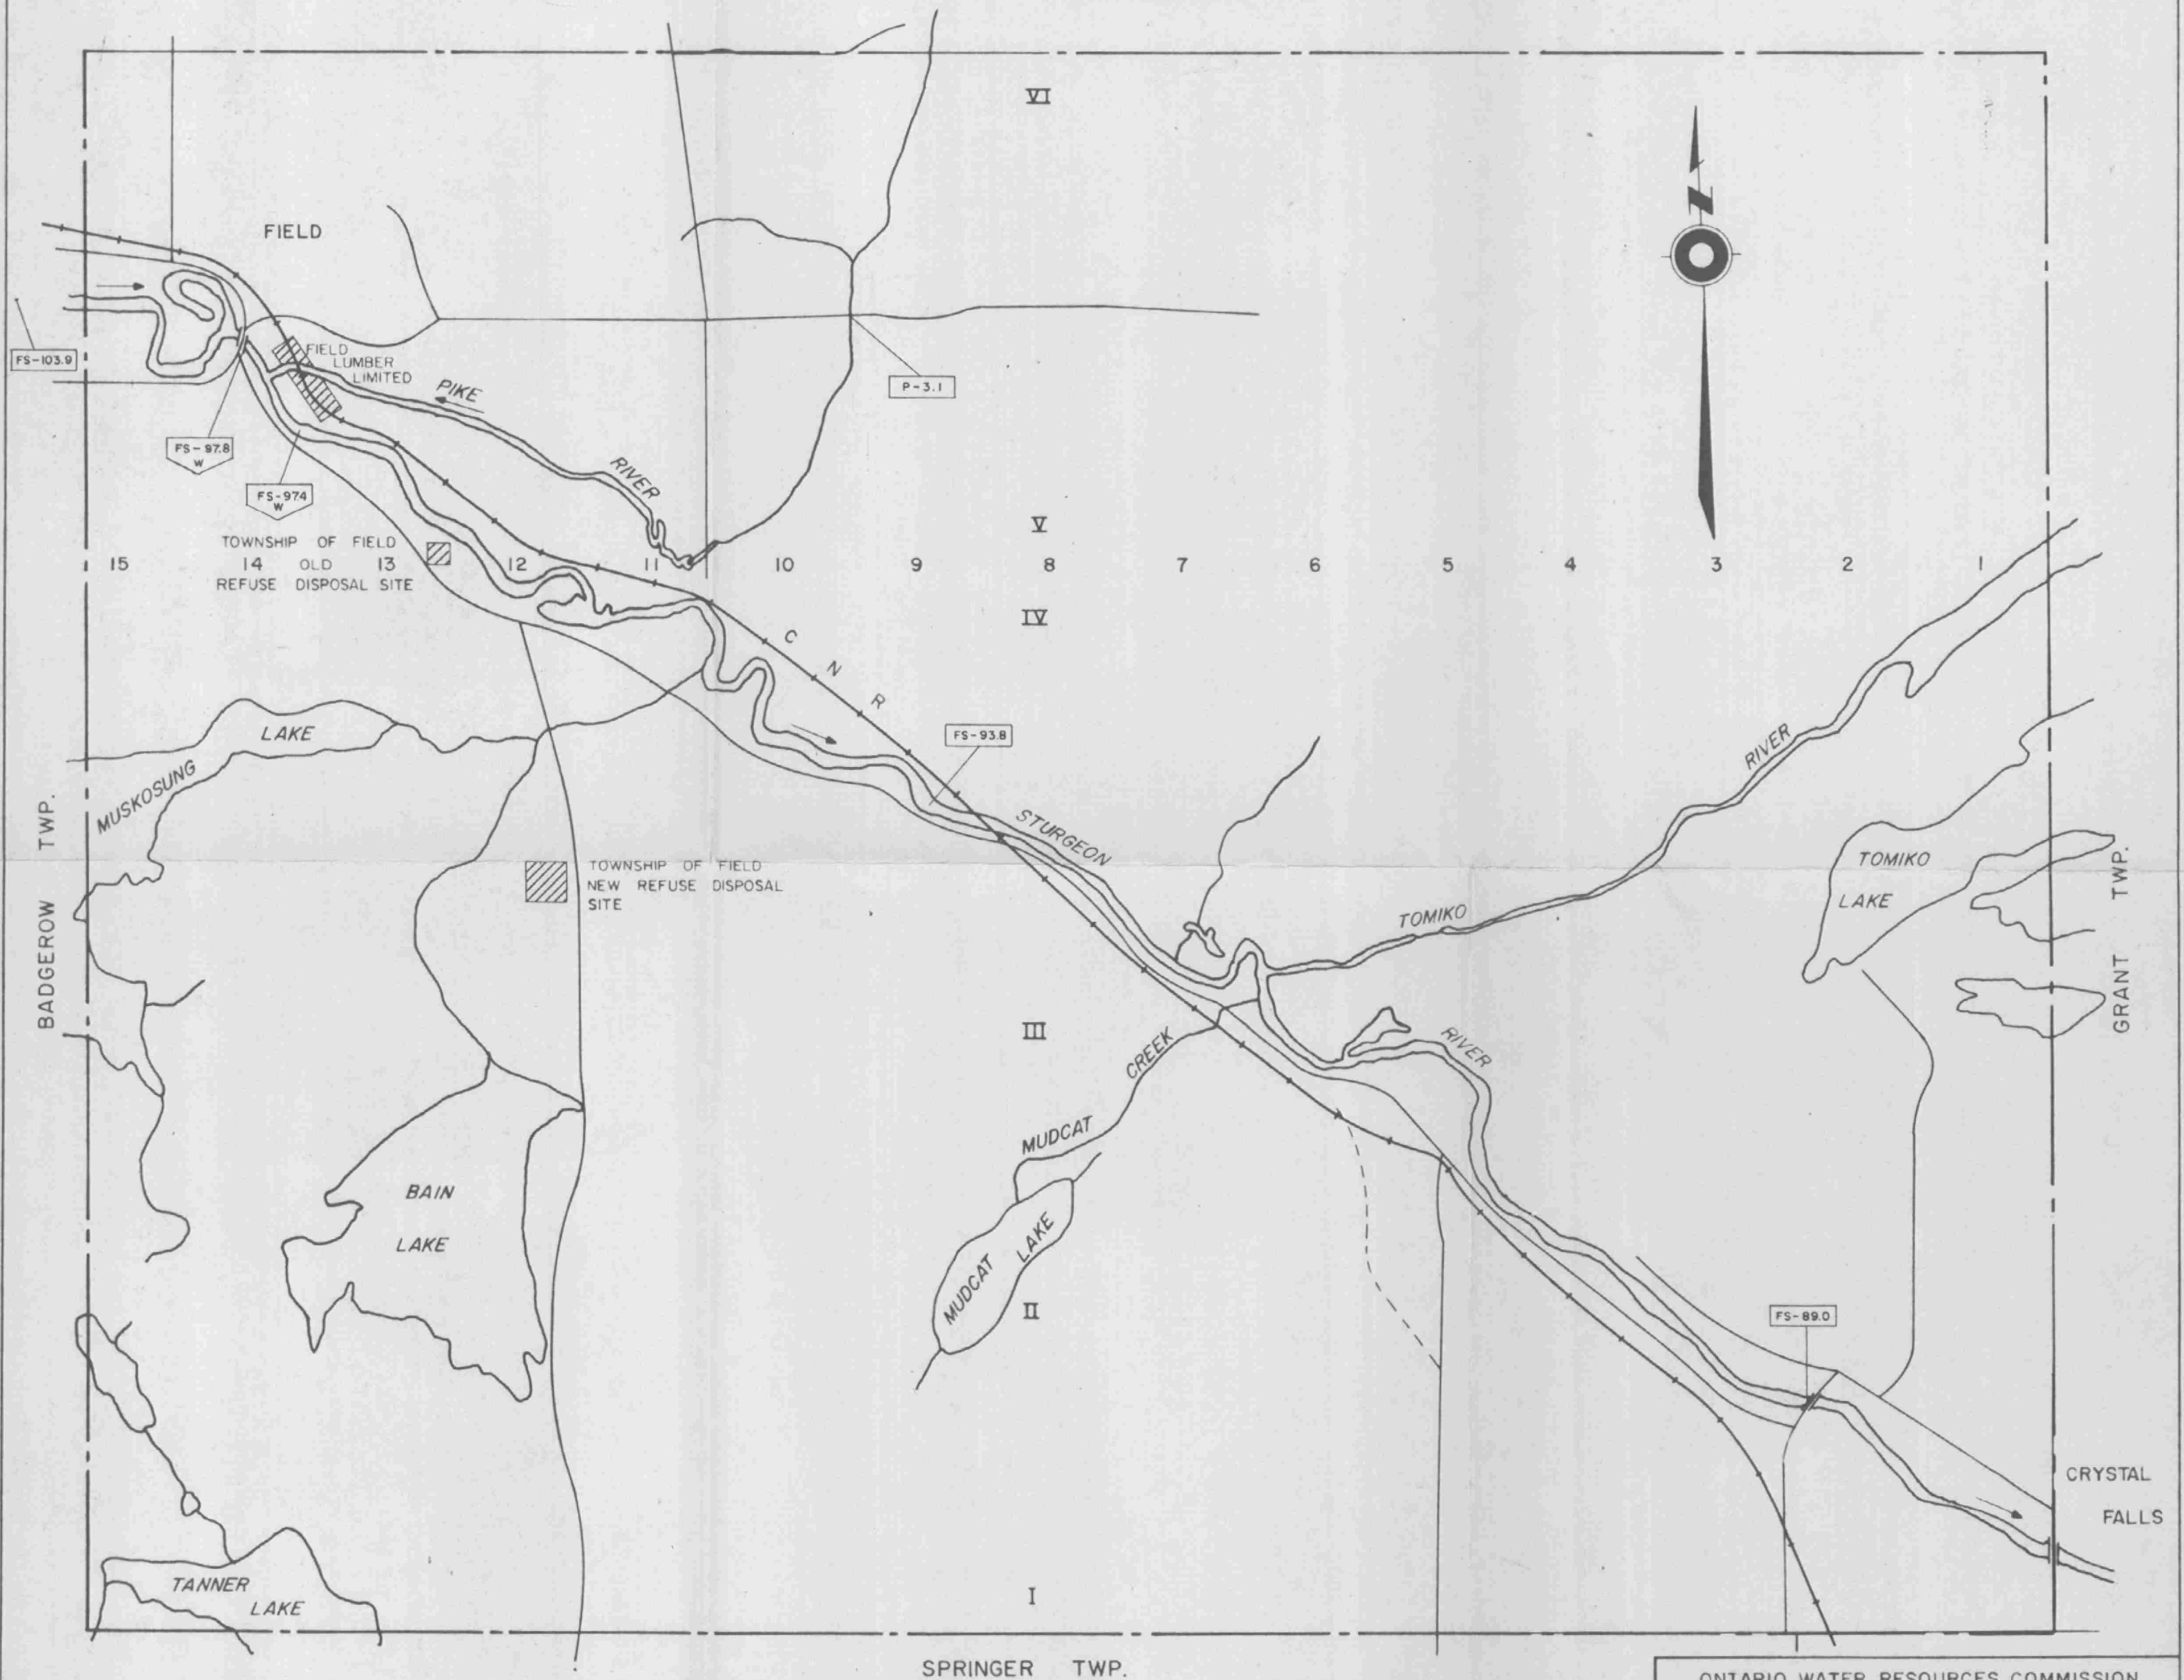 VI
N
FIELD
FS-103.9
FIELD
LUMBER
LIMITED
PIKE
RIVER
P-3.1
FS-97.8
W
FS-97.4
W
V
TOWNSHIP OF FIELD
OLD
REFUSE DISPOSAL SITE
15 14 13 12 11 10 9 8 7 6 5 4 3 2 1
IV
C N R
LAKE
MUSKOSUNG
FS-93.8
STURGEON
RIVER
TOMIKO
TOMIKO
LAKE
BADGEROW TWP.
GRANT TWP.
TOWNSHIP OF FIELD
NEW REFUSE DISPOSAL
SITE
III
CREEK
MUDCAT
RIVER
BAIN
LAKE
MUDCAT LAKE
II
FS-89.0
CRYSTAL
FALLS
TANNER
LAKE
I
SPRINGER TWP.
ONTARIO WATER RESOURCES COMMISSION